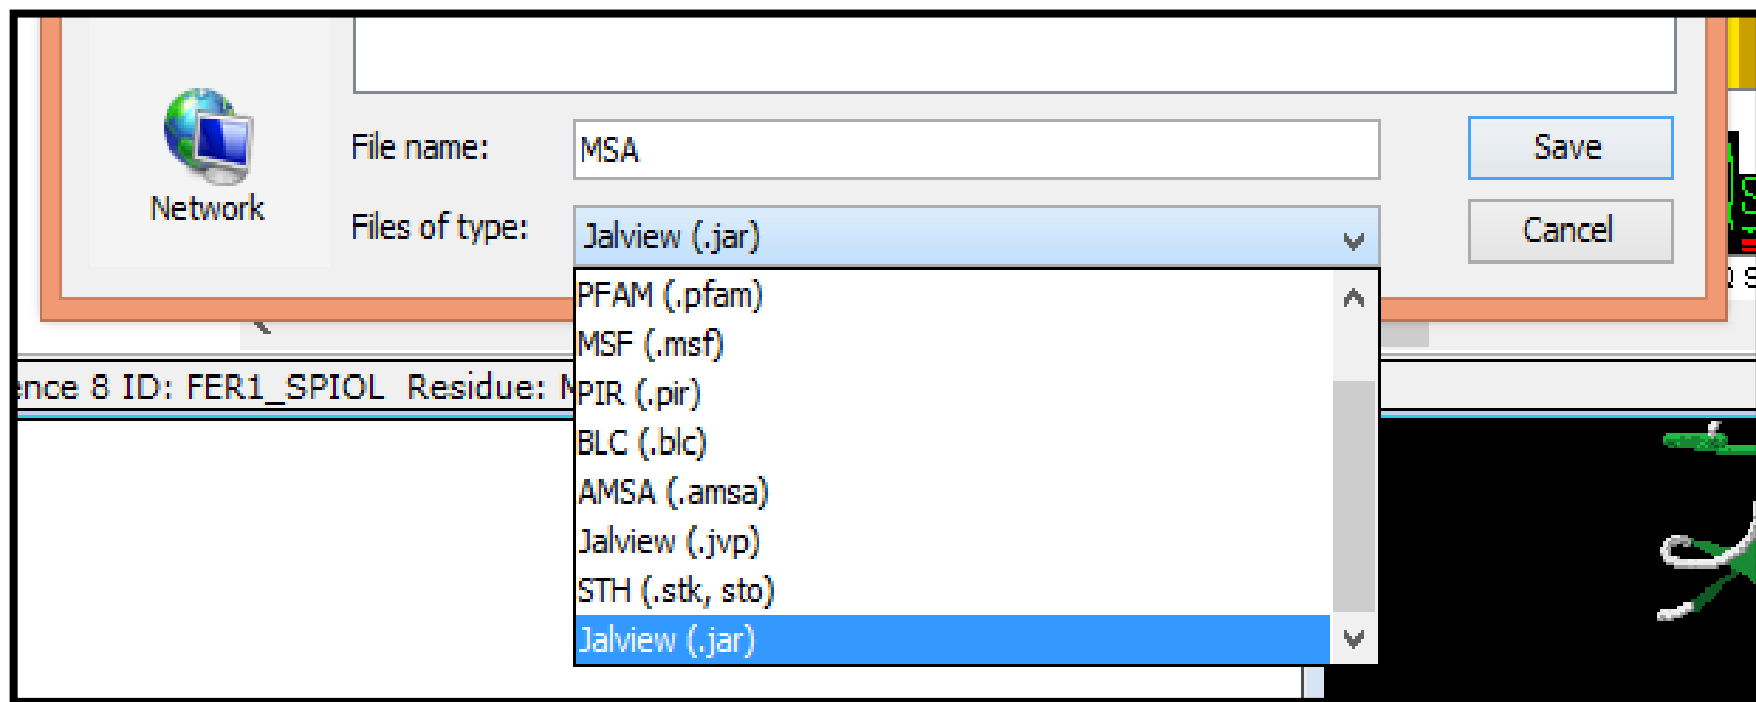 File name:
MSA
Save
Network
Files of type:
Jalview (.jar)
Cancel
PFAM (.pfam)
MSF (.msf)
ence 8 ID: FER1_SPIOL Residue: M
PIR (.pir)
BLC (.blc)
AMSA (.amsa)
Jalview (.jvp)
STH (.stk, sto)
Jalview (.jar)